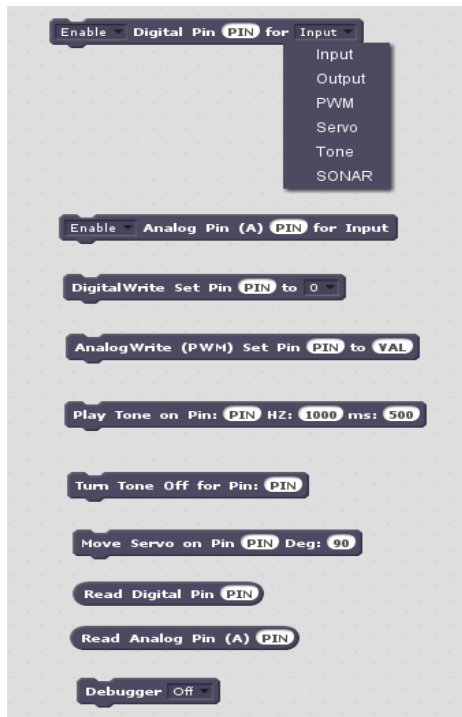 Enable Digital Pin PIN for Input
Input
Output
PWM
Servo
Tone
SONAR
Enable Analog Pin (A) PIN for Input
DigitalWrite Set Pin PIN to 0
AnalogWrite (PWM) Set Pin PIN to VAL
Play Tone on Pin: PIN HZ: 1000 ms: 500
Turn Tone Off for Pin: PIN
Move Servo on Pin PIN Deg: 90
Read Digital Pin PIN
Read Analog Pin (A) PIN
Debugger Off